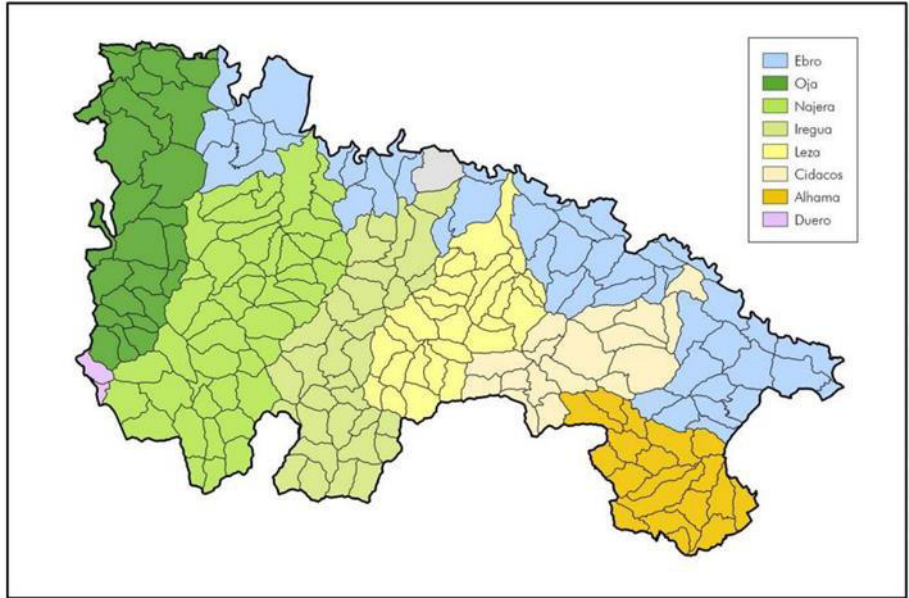 Ebro
Oja
Najera
Iregua
Leza
Cidacos
Alhama
Duero